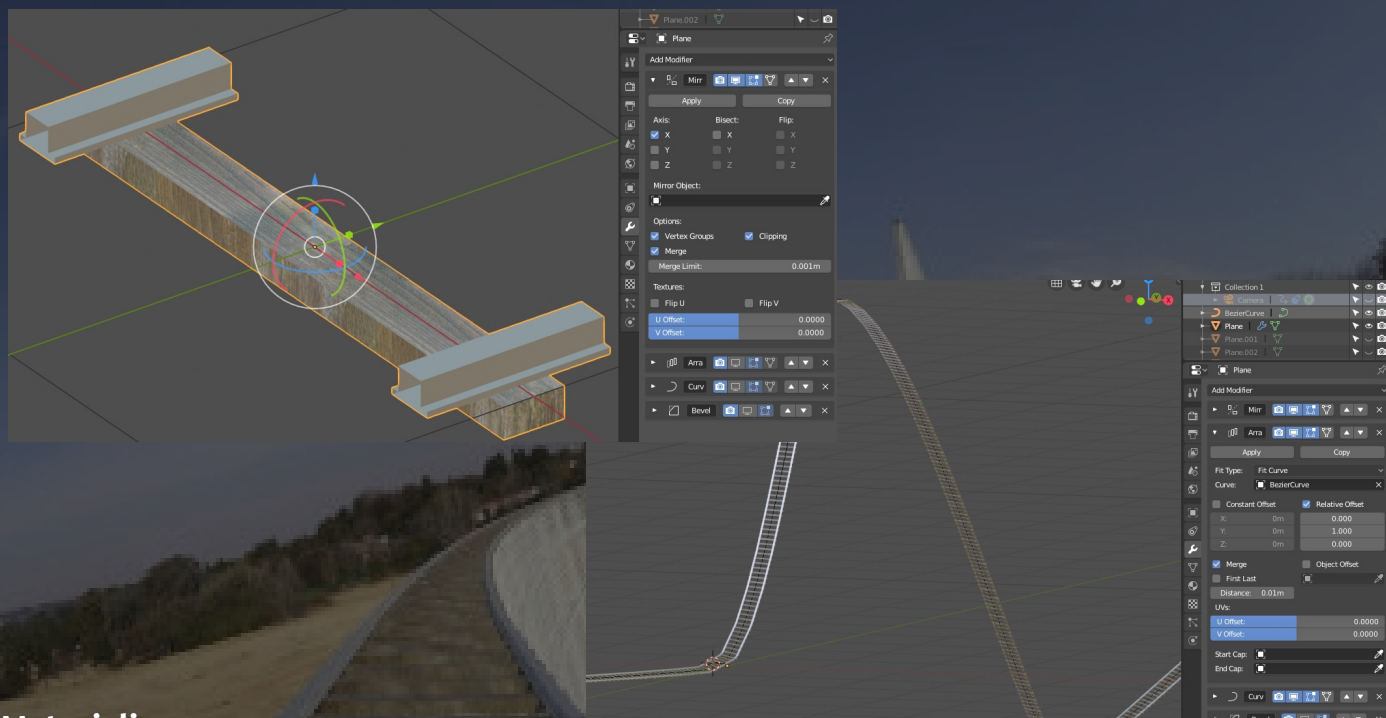 Plane.002
Plane
Add Modifier
Mirr
Apply Copy
Axis: Bisect: Flip:
X X X
Y Y Y
Z Z Z
Mirror Object:
Options:
Vertex Groups Clipping
Merge
Merge Limit: 0.001m
Textures:
Flip U Flip V
U Offset: 0.0000
V Offset: 0.0000
Arra
Curv
Bevel
Collection 1
Camera
BezierCurve
Plane
Plane.001
Plane.002
Plane
Add Modifier
Mirr
Arra
Apply Copy
Fit Type: Fit Curve
Curve: BezierCurve
Constant Offset Relative Offset
X: 0m 0.000
Y: 0m 1.000
Z: 0m 0.000
Merge Object Offset
First Last
Distance: 0.01m
UVs:
U Offset: 0.0000
V Offset: 0.0000
Start Cap:
End Cap:
Curv